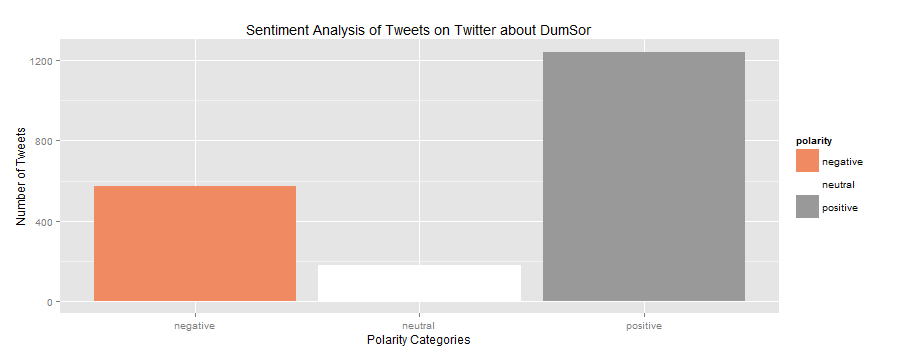 Sentiment Analysis of Tweets on Twitter about DumSor
Number of Tweets
1200
800
400
0
negative
neutral
positive
Polarity Categories
polarity
negative
neutral
positive